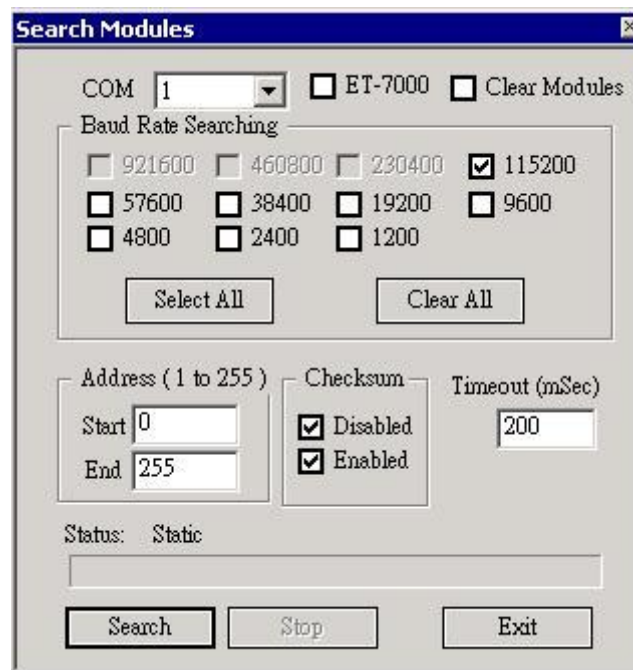 Search Modules
COM 1 ET-7000 Clear Modules
Baud Rate Searching
921600 460800 230400 115200
57600 38400 19200 9600
4800 2400 1200
Select All Clear All
Address ( 1 to 255 ) Checksum Timeout (mSec)
Start 0 Disabled 200
End 255 Enabled
Status: Static
Search Stop Exit